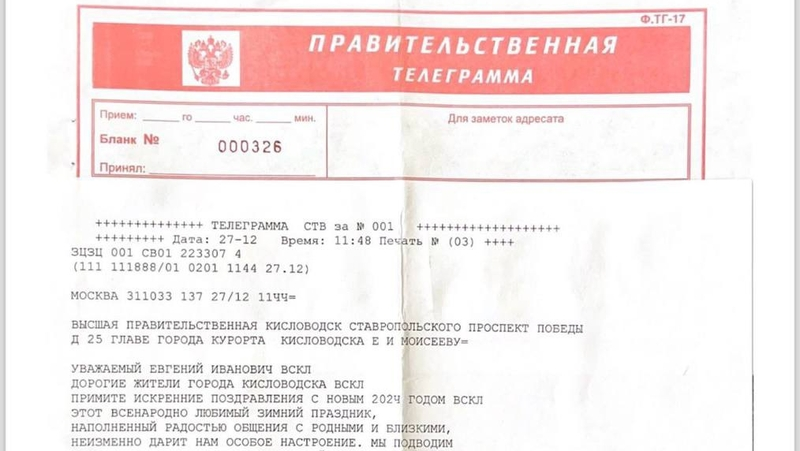 Ф.ТГ-17
ПРАВИТЕЛЬСТВЕННАЯ
ТЕЛЕГРАММА
Прием: ______ го ______ час. ______ мин.
Для заметок адресата
Бланк № 000326
Принял:
++++++++++++++ ТЕЛЕГРАММА СТВ за № 001 +++++++++++++++++++
+++++++++ Дата: 27-12 Время: 11:48 Печать № (03) ++++
ЗЦЗЦ 001 СВ01 223307 4
(111 111888/01 0201 1144 27.12)
МОСКВА 311033 137 27/12 11ЧЧ=
ВЫСШАЯ ПРАВИТЕЛЬСТВЕННАЯ КИСЛОВОДСК СТАВРОПОЛЬСКОГО ПРОСПЕКТ ПОБЕДЫ
Д 25 ГЛАВЕ ГОРОДА КУРОРТА КИСЛОВОДСКА Е И МОИСЕЕВУ=
УВАЖАЕМЫЙ ЕВГЕНИЙ ИВАНОВИЧ ВСКЛ
ДОРОГИЕ ЖИТЕЛИ ГОРОДА КИСЛОВОДСКА ВСКЛ
ПРИМИТЕ ИСКРЕННИЕ ПОЗДРАВЛЕНИЯ С НОВЫМ 202Ч ГОДОМ ВСКЛ
ЭТОТ ВСЕНАРОДНО ЛЮБИМЫЙ ЗИМНИЙ ПРАЗДНИК,
НАПОЛНЕННЫЙ РАДОСТЬЮ ОБЩЕНИЯ С РОДНЫМИ И БЛИЗКИМИ,
НЕИЗМЕННО ДАРИТ НАМ ОСОБОЕ НАСТРОЕНИЕ. МЫ ПОДВОДИМ